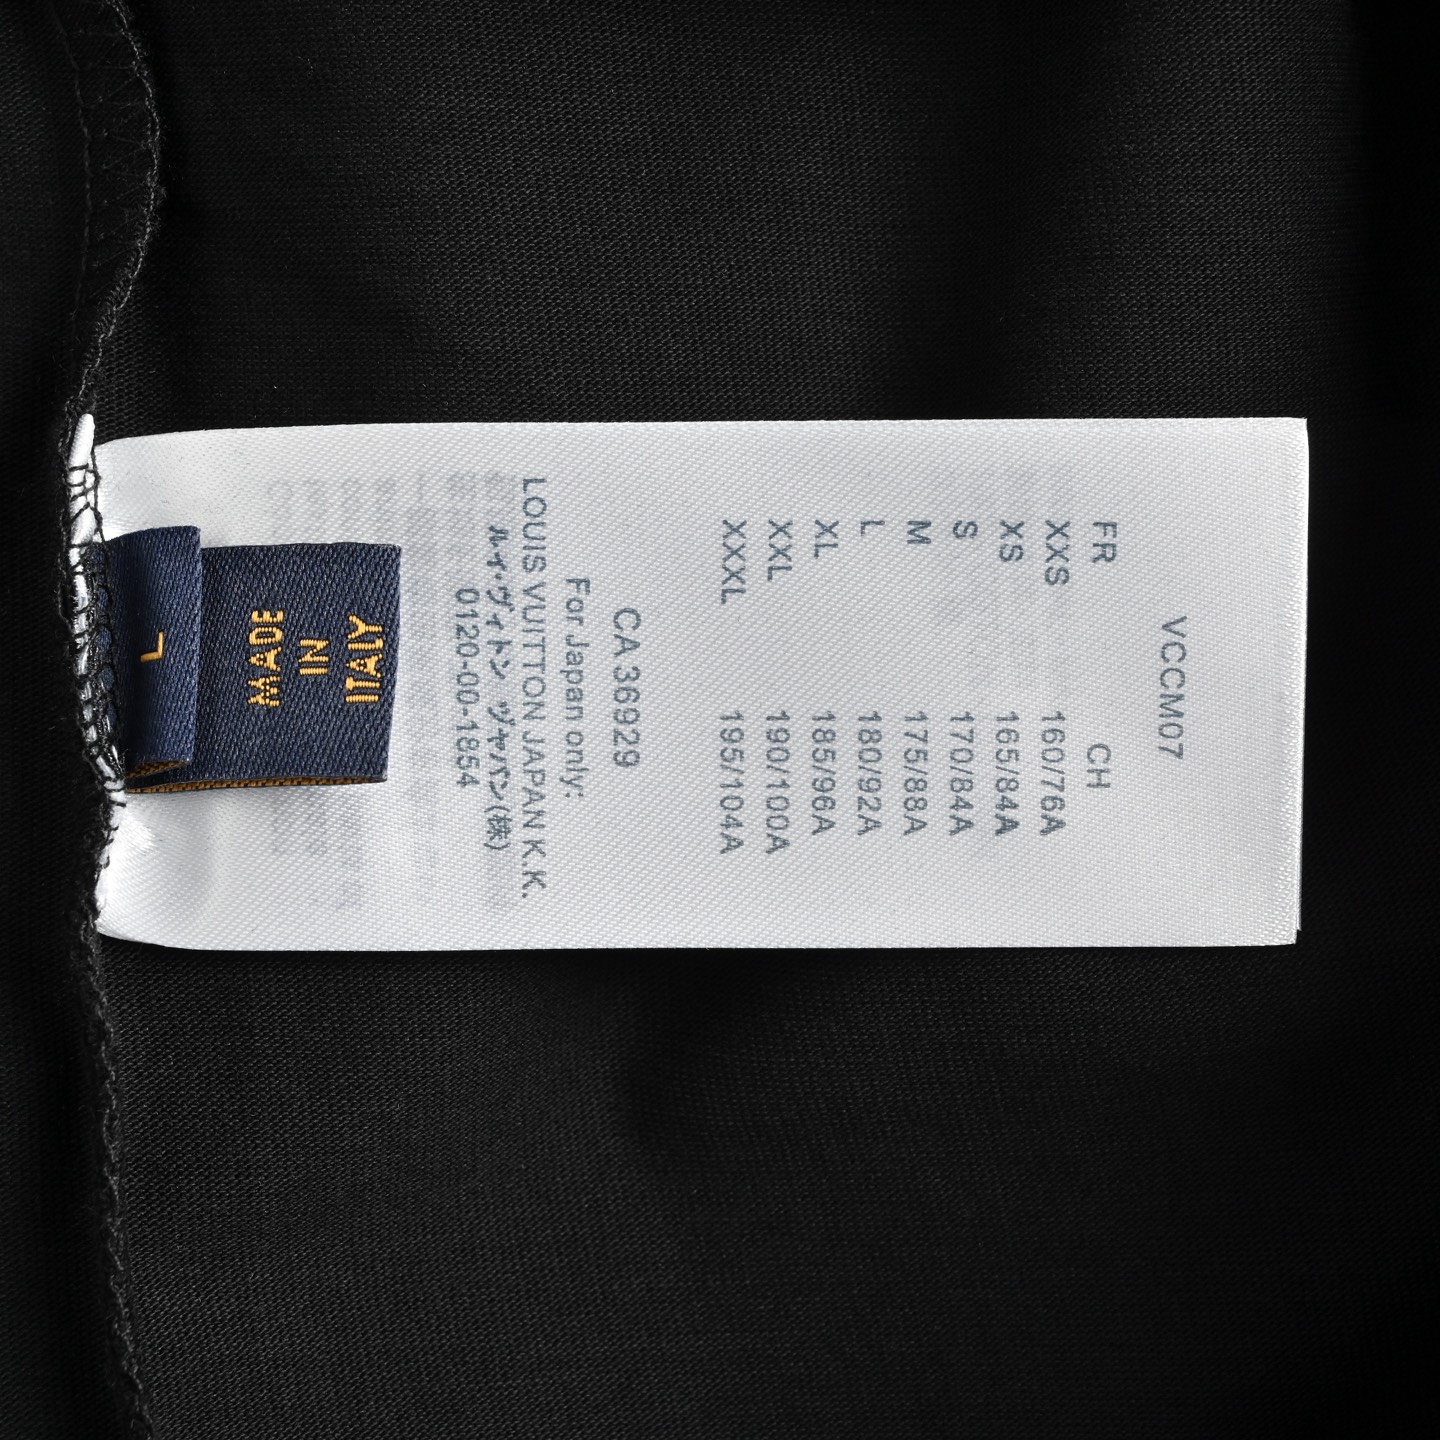 VCCM07
FR CH
XXS 160/76A
XS 165/84A
S 170/84A
M 175/88A
L 180/92A
XL 185/96A
XXL 190/100A
XXXL 195/104A
CA 36929
For Japan only:
LOUIS VUITTON JAPAN K.K.
ルイ・ヴィトン ジャパン(株)
0120-00-1854
MADE
IN
ITALY
L